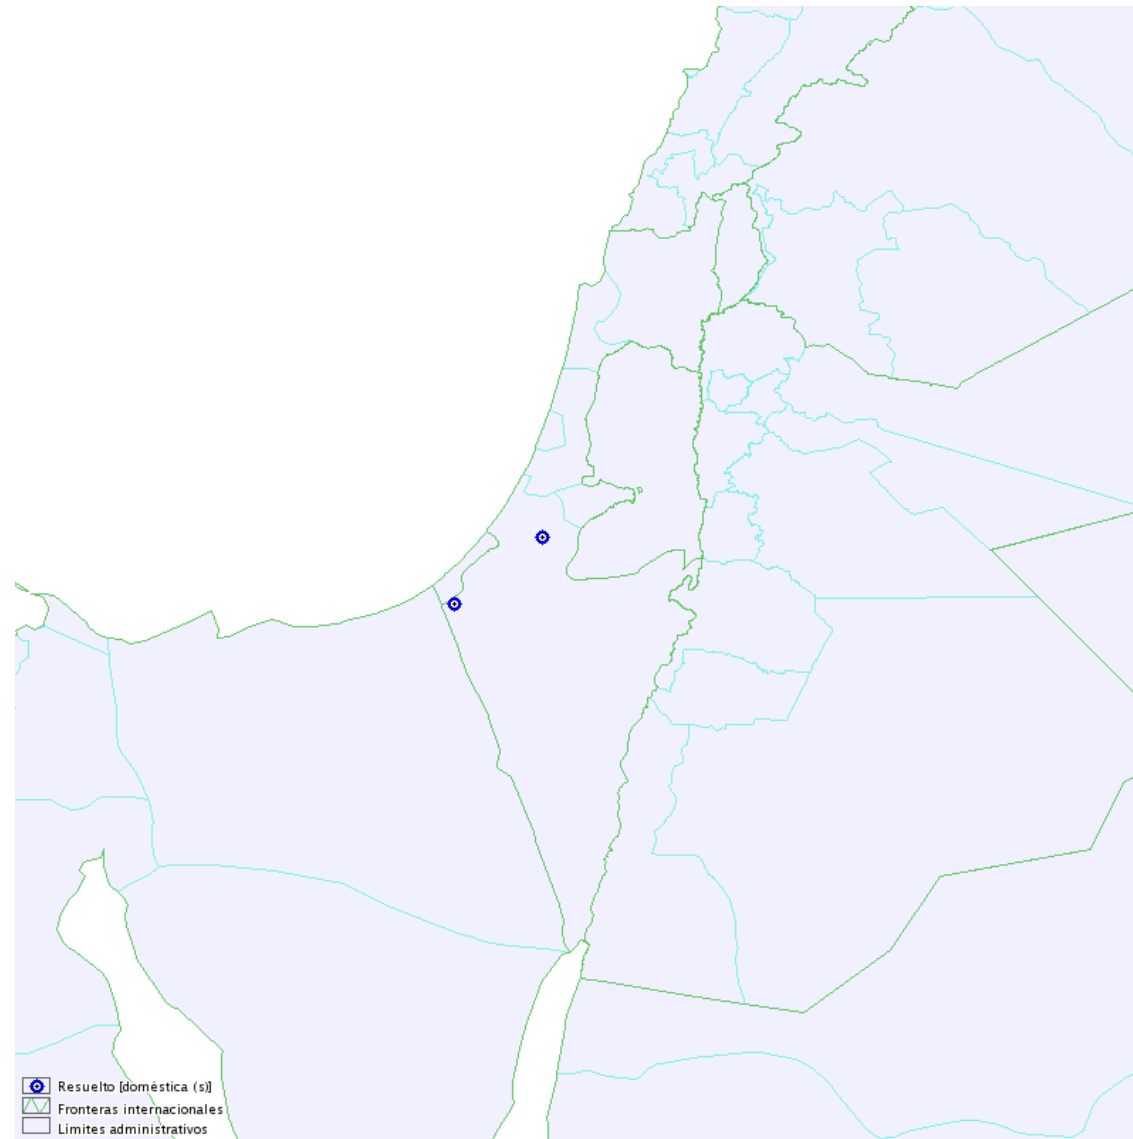 Resuelto [doméstica (s)]
Fronteras internacionales
Límites administrativos